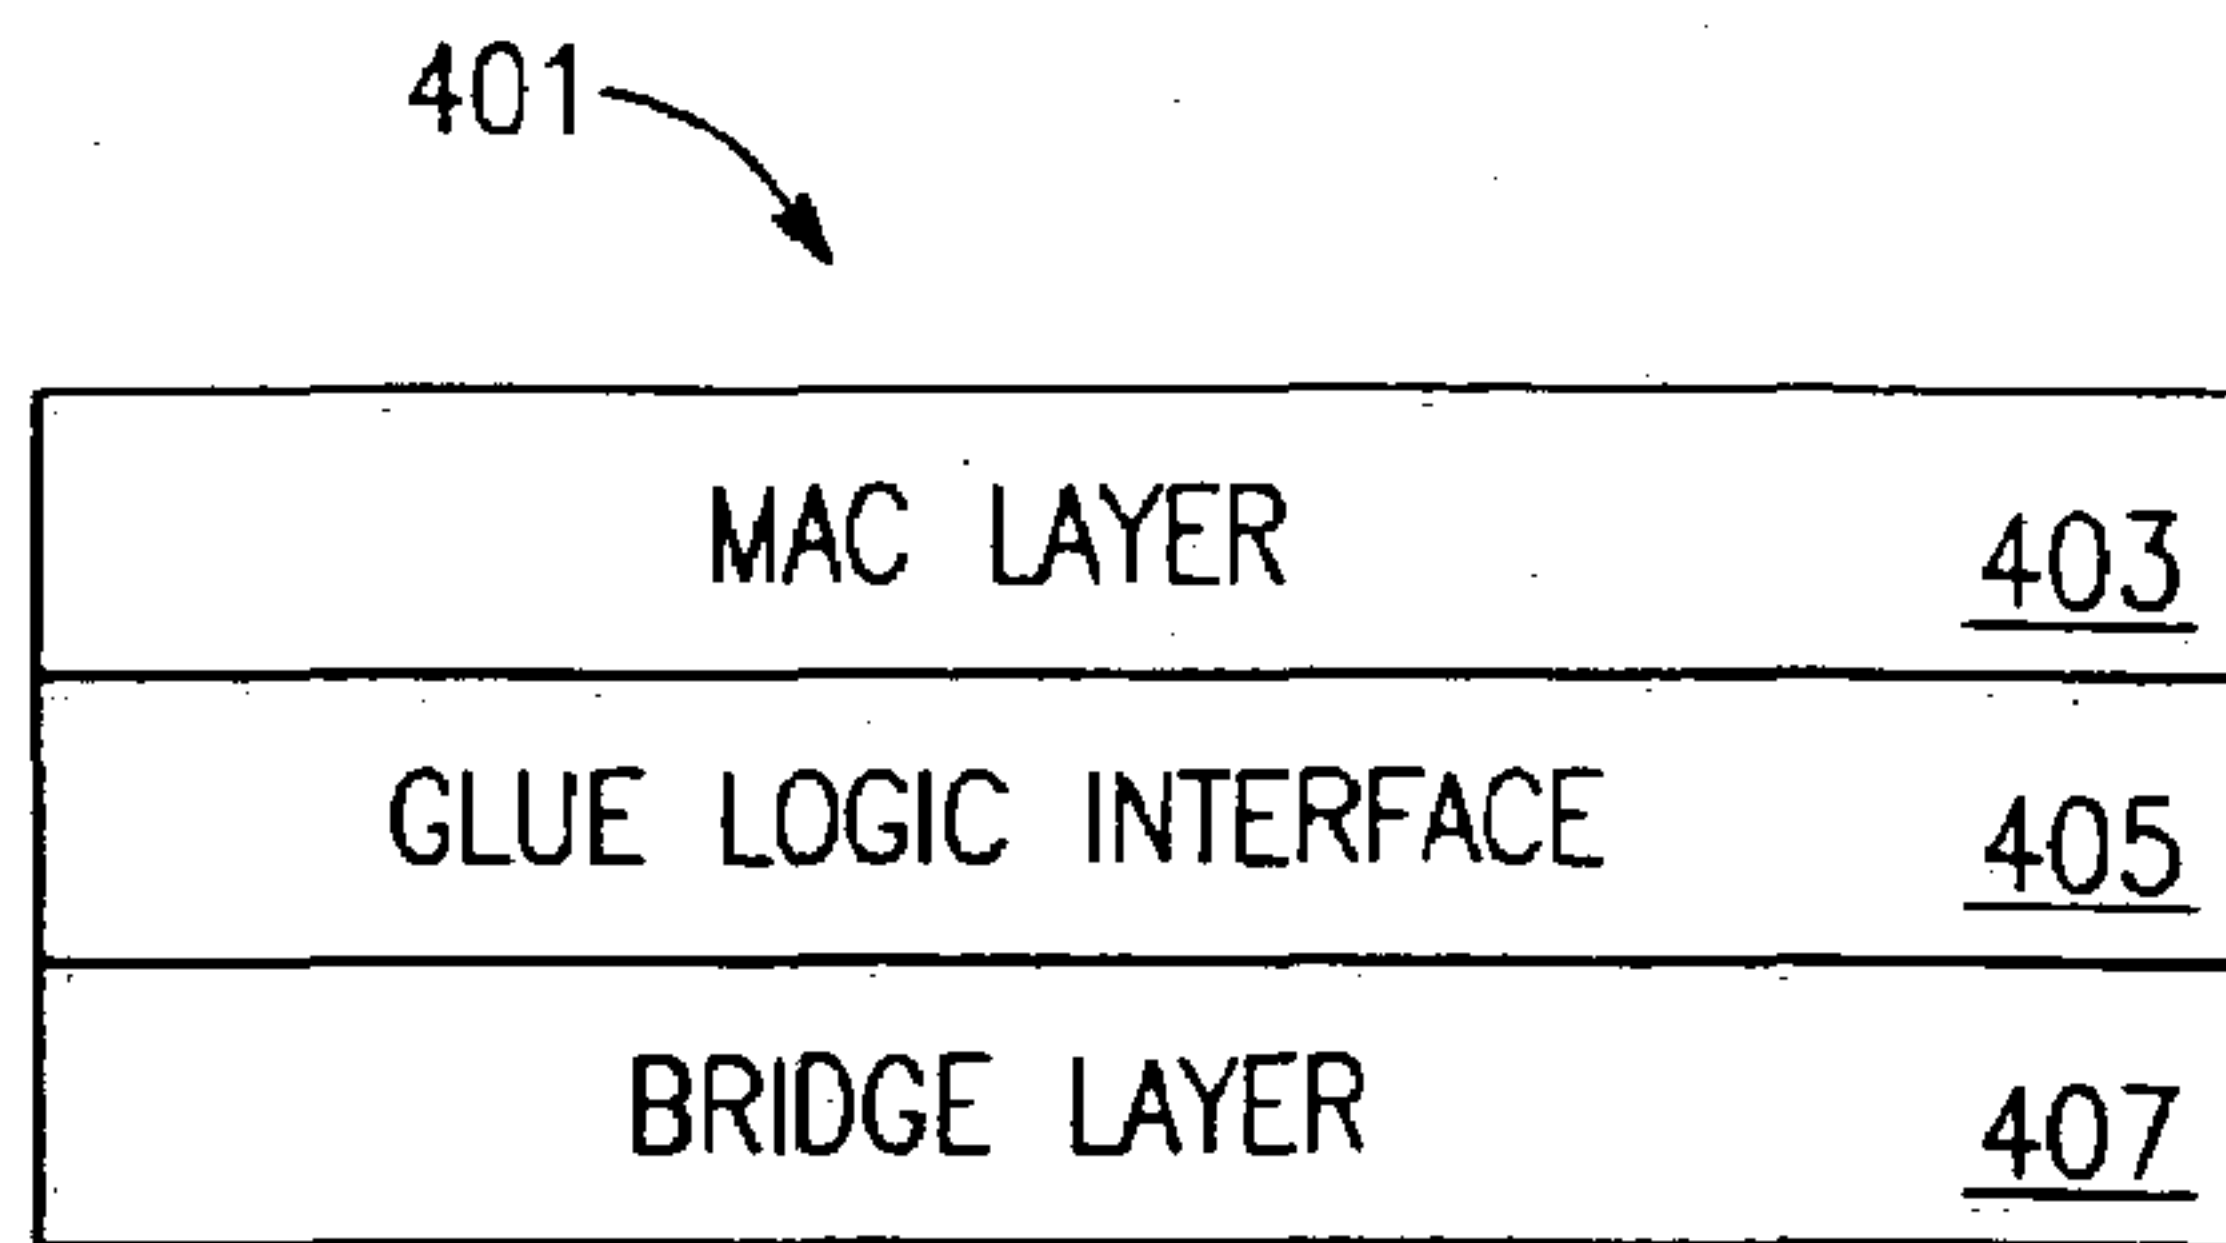 401
MAC LAYER 403
GLUE LOGIC INTERFACE 405
BRIDGE LAYER 407